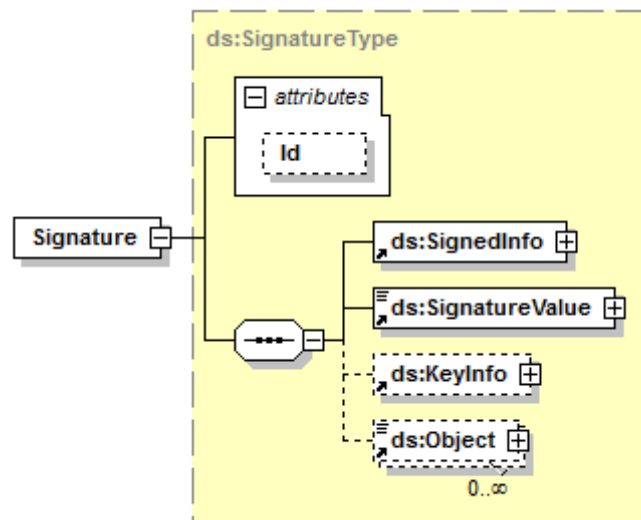 ds:SignatureType
attributes
Id
Signature
ds:SignedInfo
ds:SignatureValue
ds:KeyInfo
ds:Object
0..∞